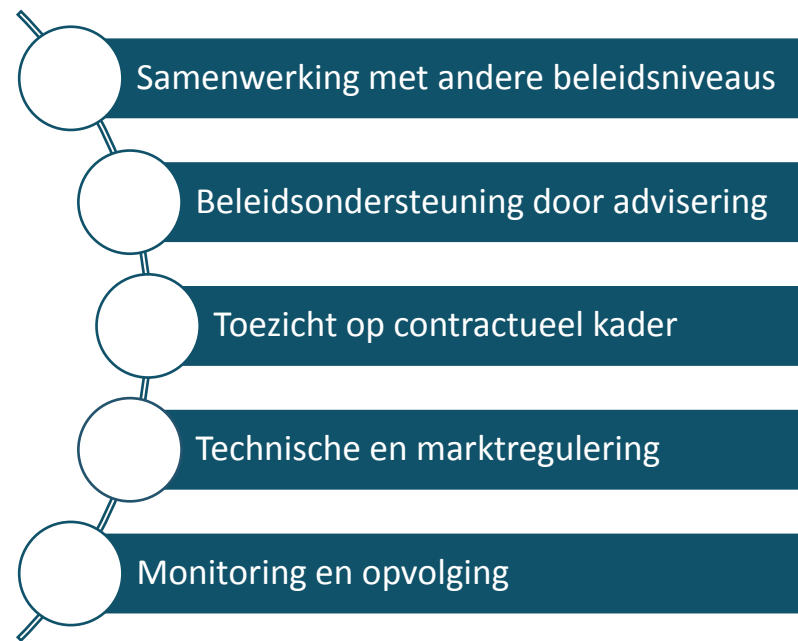 Samenwerking met andere beleidsniveaus
Beleidsondersteuning door advisering
Toezicht op contractueel kader
Technische en marktregulering
Monitoring en opvolging